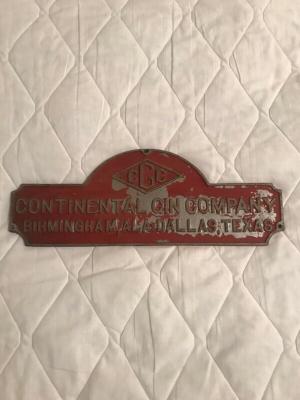 CGC
CONTINENTAL GIN COMPANY
BIRMINGHAM, ALA. DALLAS, TEXAS